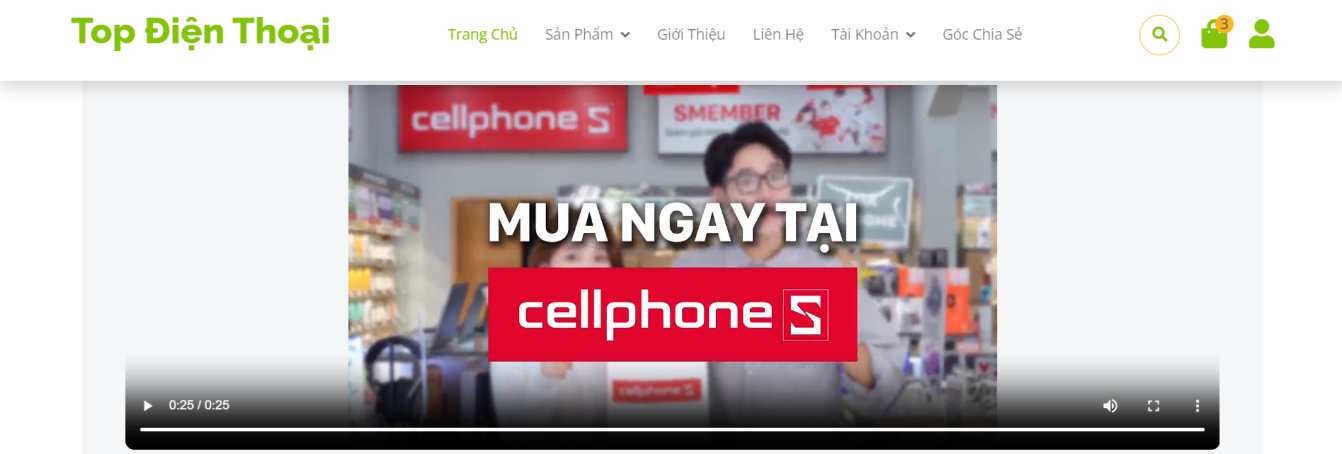 Top Điện Thoại
Trang Chủ Sản Phẩm Giới Thiệu Liên Hệ Tài Khoản Góc Chia Sẻ
3
cellphone S
SMEMBER
MUA NGAY TẠI
cellphone S
cellphone S
0:25 / 0:25